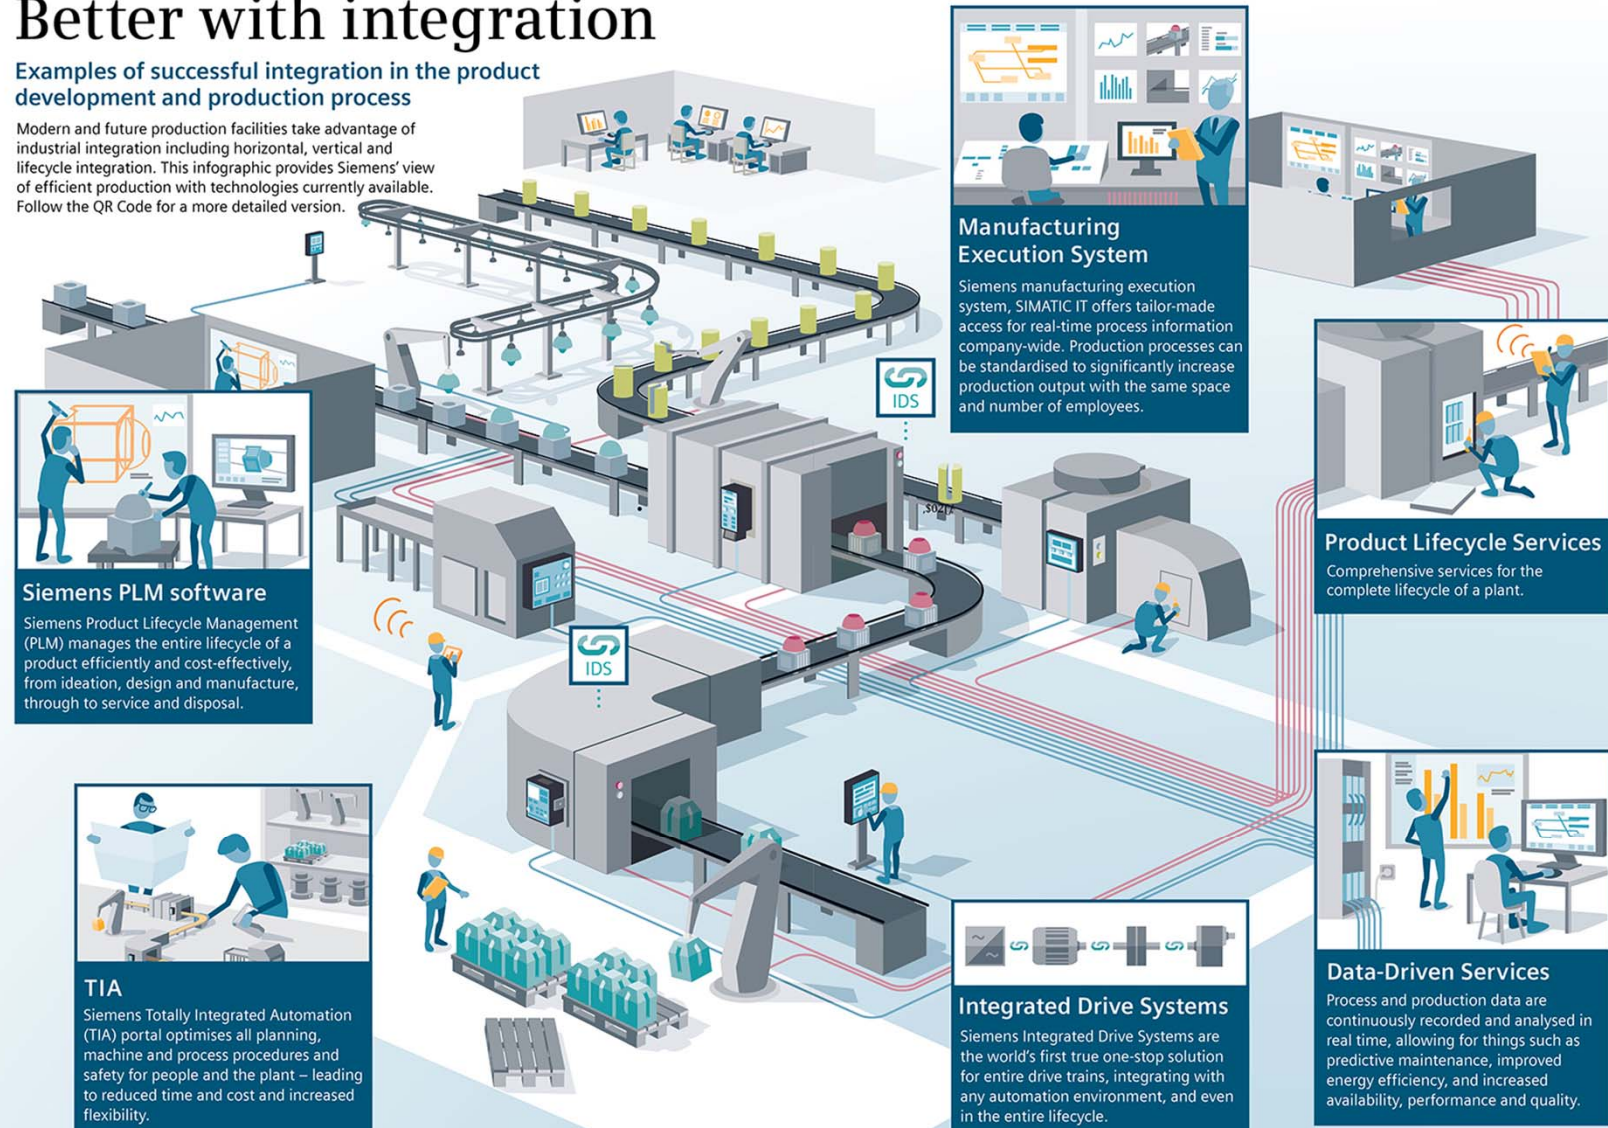 Better with integration
Examples of successful integration in the product
development and production process
Modern and future production facilities take advantage of
industrial integration including horizontal, vertical and
lifecycle integration. This infographic provides Siemens' view
of efficient production with technologies currently available.
Follow the QR Code for a more detailed version.
Manufacturing
Execution System
Siemens manufacturing execution
system, SIMATIC IT offers tailor-made
access for real-time process information
company-wide. Production processes can
be standardised to significantly increase
production output with the same space
and number of employees.
IDS
Product Lifecycle Services
Comprehensive services for the
complete lifecycle of a plant.
Siemens PLM software
Siemens Product Lifecycle Management
(PLM) manages the entire lifecycle of a
product efficiently and cost-effectively,
from ideation, design and manufacture,
through to service and disposal.
IDS
TIA
Siemens Totally Integrated Automation
(TIA) portal optimises all planning,
machine and process procedures and
safety for people and the plant – leading
to reduced time and cost and increased
flexibility.
Integrated Drive Systems
Siemens Integrated Drive Systems are
the world's first true one-stop solution
for entire drive trains, integrating with
any automation environment, and even
in the entire lifecycle.
Data-Driven Services
Process and production data are
continuously recorded and analysed in
real time, allowing for things such as
predictive maintenance, improved
energy efficiency, and increased
availability, performance and quality.